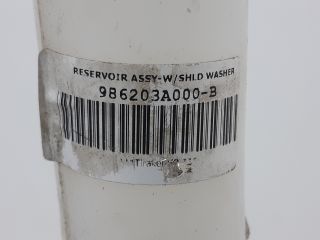 RESERVOIR ASSY-W/SHLD WASHER
986203A000-B